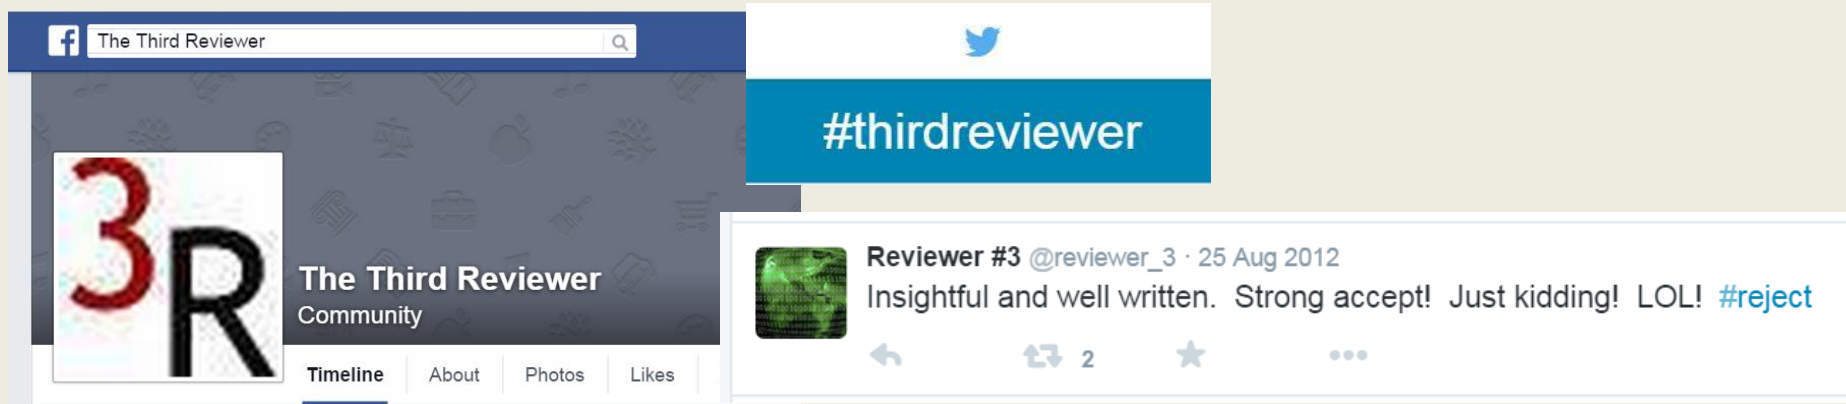 The Third Reviewer
3R
The Third Reviewer
Community
Timeline About Photos Likes
#thirdreviewer
Reviewer #3 @reviewer_3 · 25 Aug 2012
Insightful and well written. Strong accept! Just kidding! LOL! #reject
2